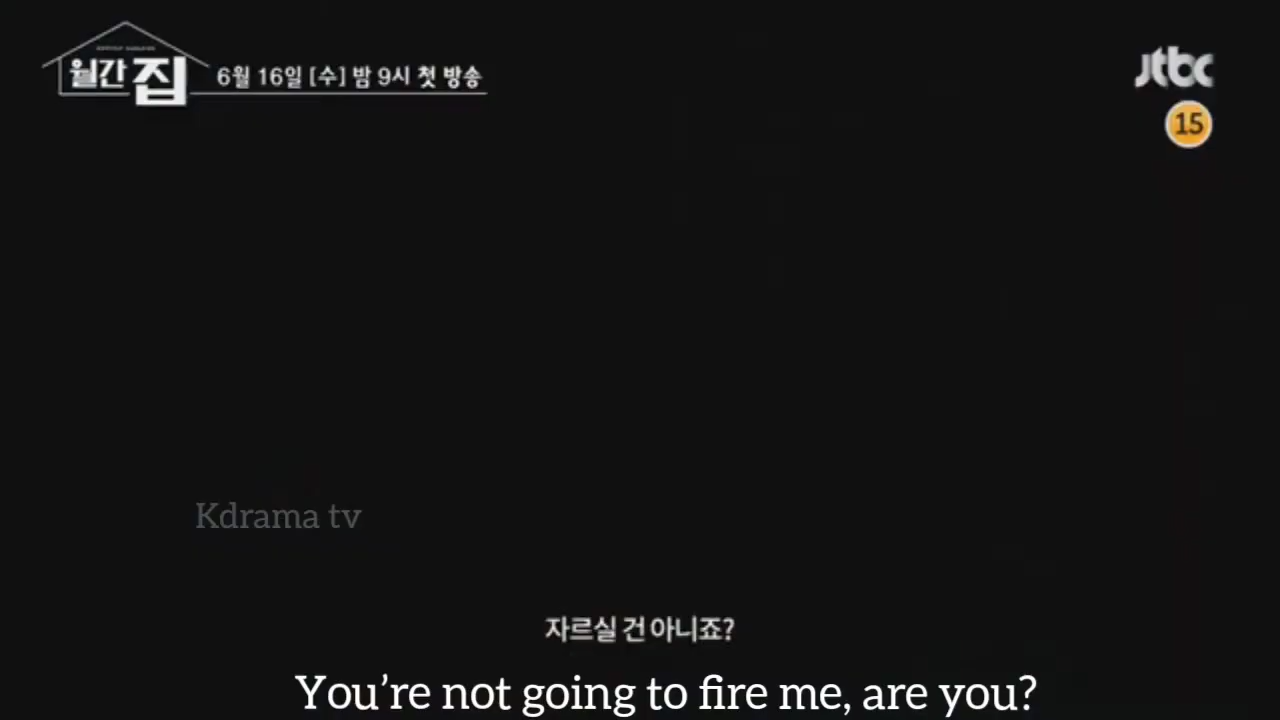 월간 집 6월 16일 [수] 밤 9시 첫 방송
jtbc
15
Kdrama tv
자르실 건 아니죠?
You're not going to fire me, are you?